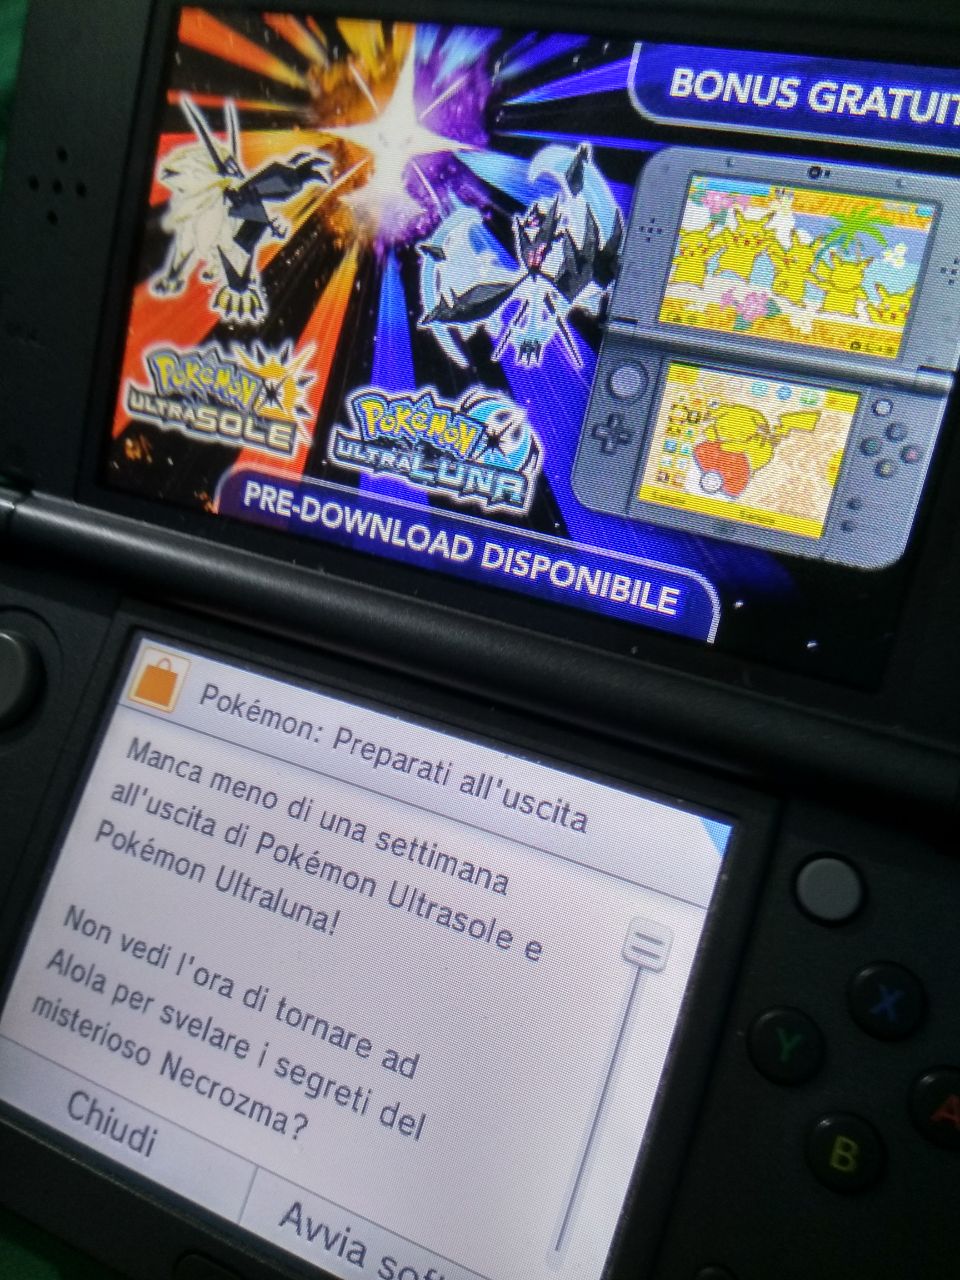 BONUS GRATUIT
POKÉMON
ULTRASOLE
POKÉMON
ULTRALUNA
PRE-DOWNLOAD DISPONIBILE
Pokémon: Preparati all'uscita
Manca meno di una settimana
all'uscita di Pokémon Ultrasole e
Pokémon Ultraluna!
Non vedi l'ora di tornare ad
Alola per svelare i segreti del
misterioso Necrozma?
Chiudi
Avvia sof
X
Y
A
B